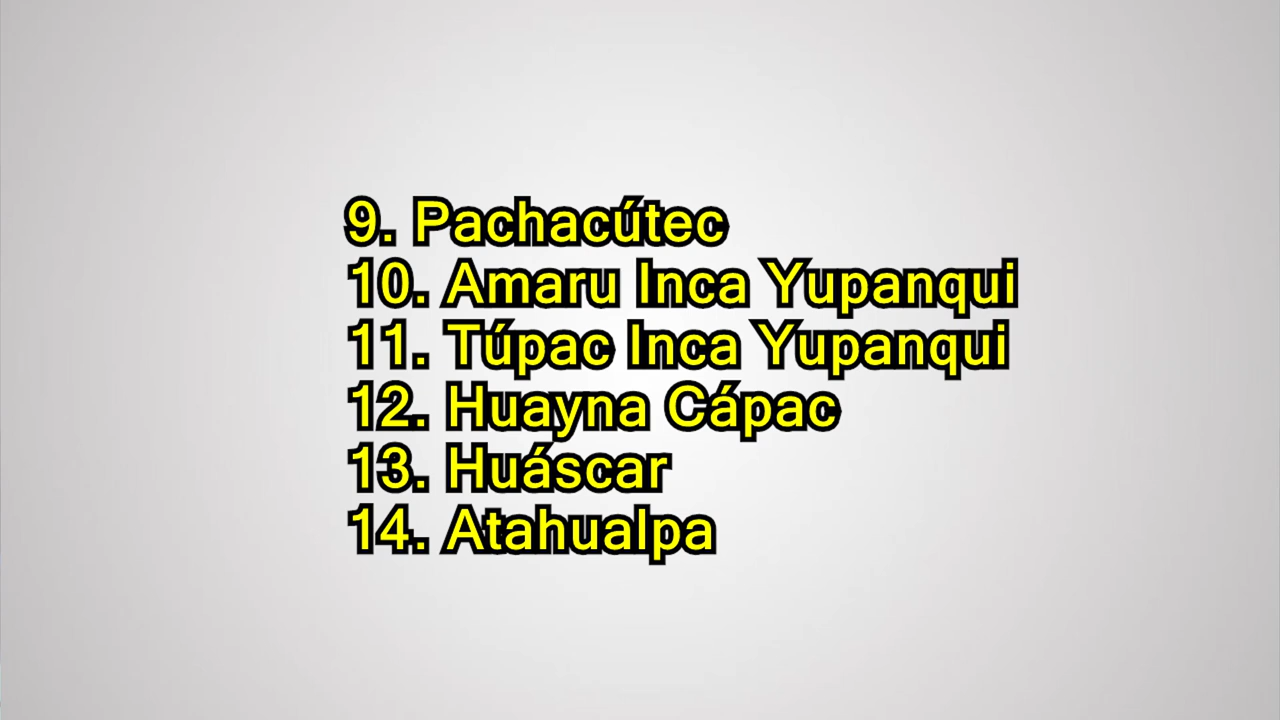 9. Pachacútec
10. Amaru Inca Yupanqui
11. Túpac Inca Yupanqui
12. Huayna Cápac
13. Huáscar
14. Atahualpa